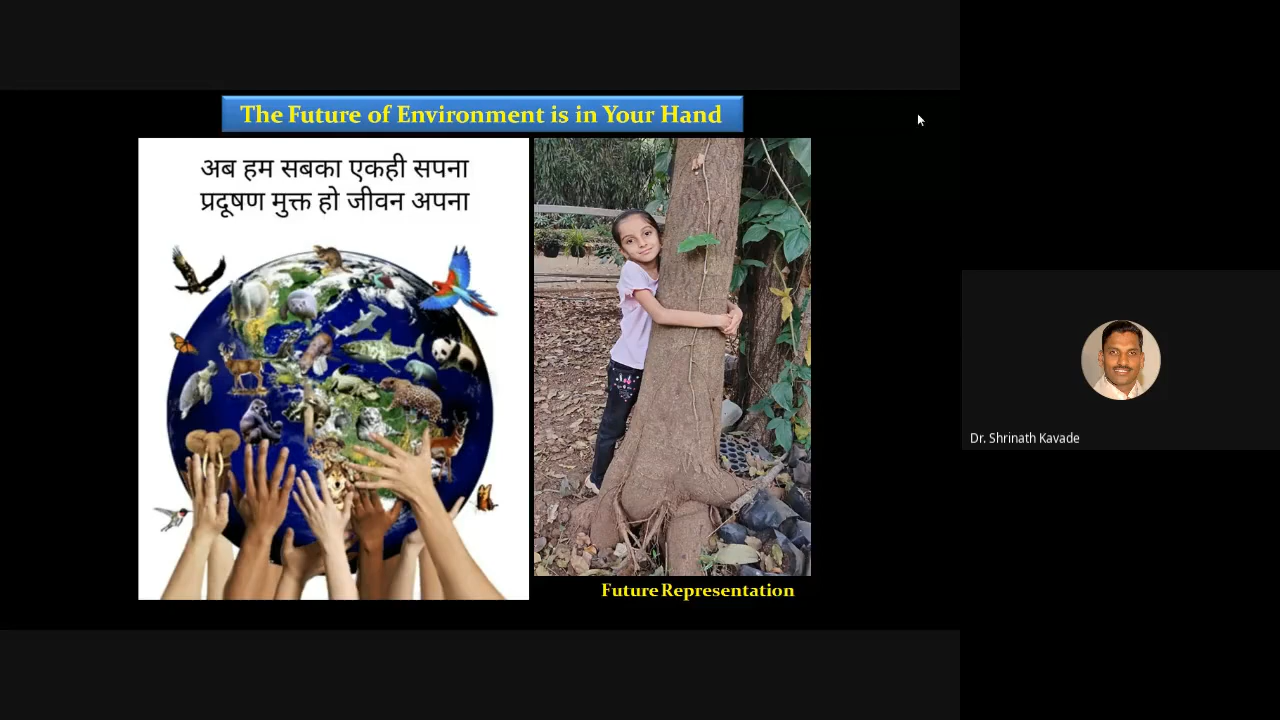 The Future of Environment is in Your Hand
अब हम सबका एकही सपना
प्रदूषण मुक्त हो जीवन अपना
Future Representation
Dr. Shrinath Kavade